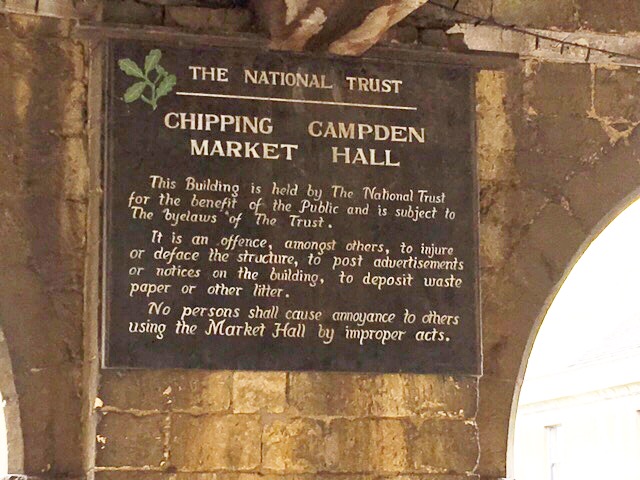 THE NATIONAL TRUST
CHIPPING CAMPDEN
MARKET HALL
This Building is held by The National Trust
for the benefit of the Public and is subject to
The byelaws of The Trust.
It is an offence, amongst others, to injure
or deface the structure, to post advertisements
or notices on the building, to deposit waste
paper or other litter.
No persons shall cause annoyance to others
using the Market Hall by improper acts.